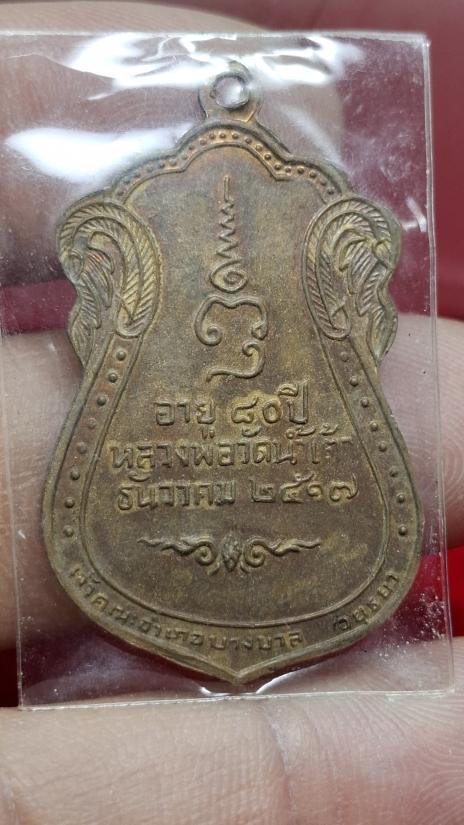 อายุ ๘๐ ปี
หลวงพ่อวัดน้ำเต้า
ธันวาคม ๒๕๑๗
เจ้าคณะอำเภอบางบาล อยุธยา